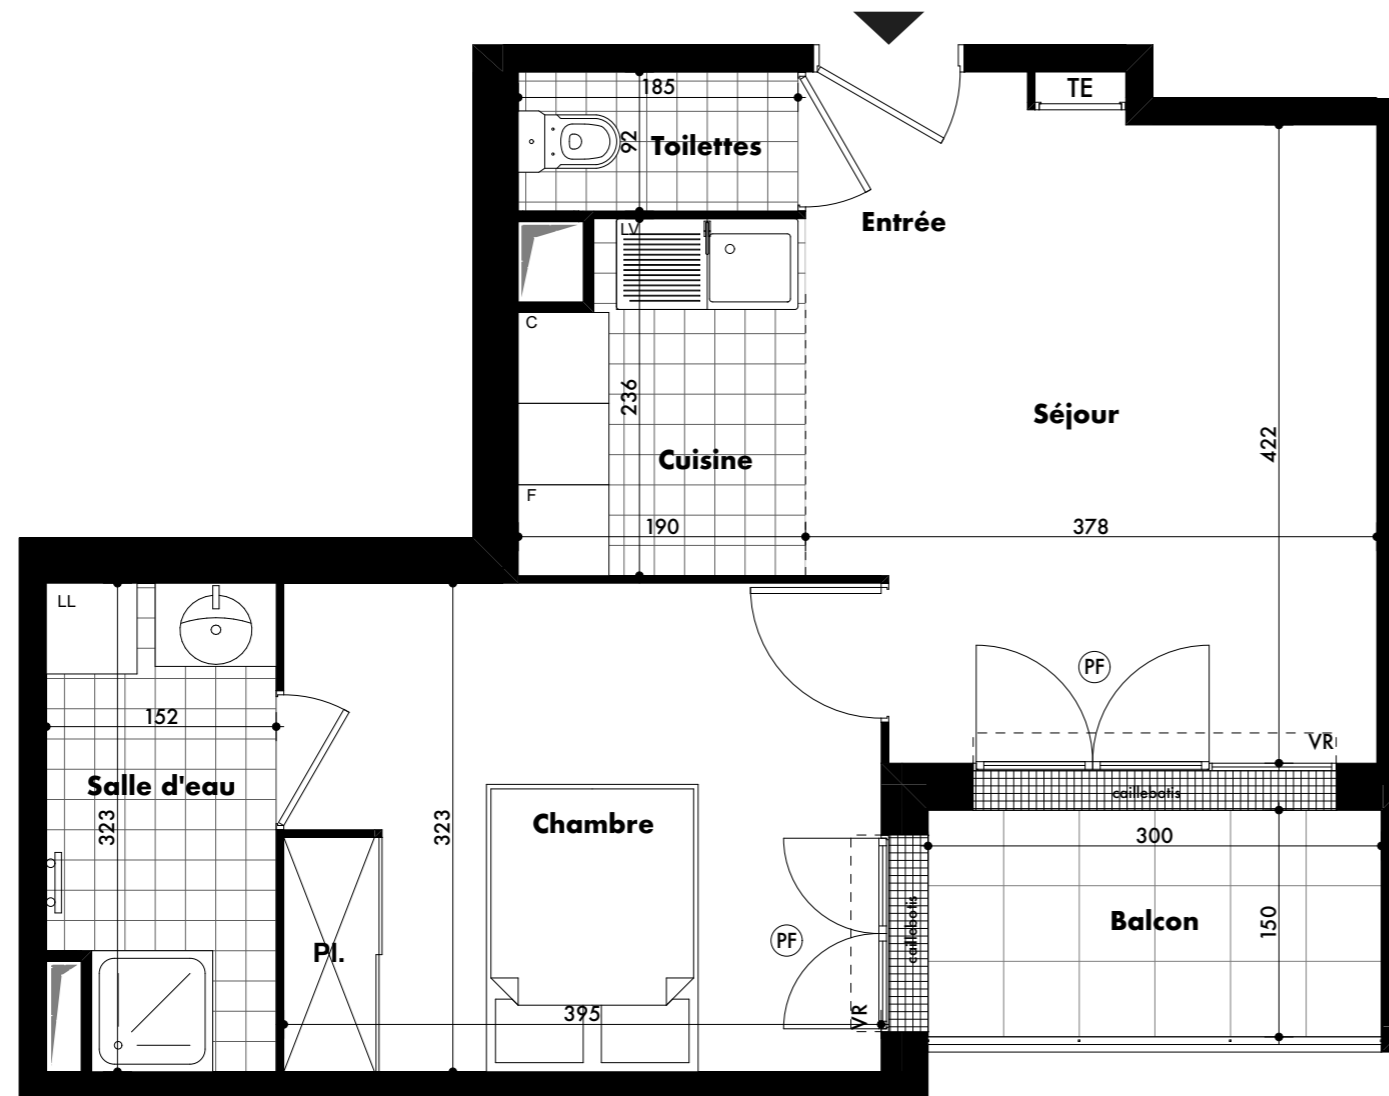 TE
185
92
Toilettes
Entrée
LV
C
236
Séjour
Cuisine
422
F
190
378
LL
PF
152
VR
Salle d'eau
caillebotis
323
323
Chambre
300
Balcon
150
caillebotis
PF
Pl.
395
VR